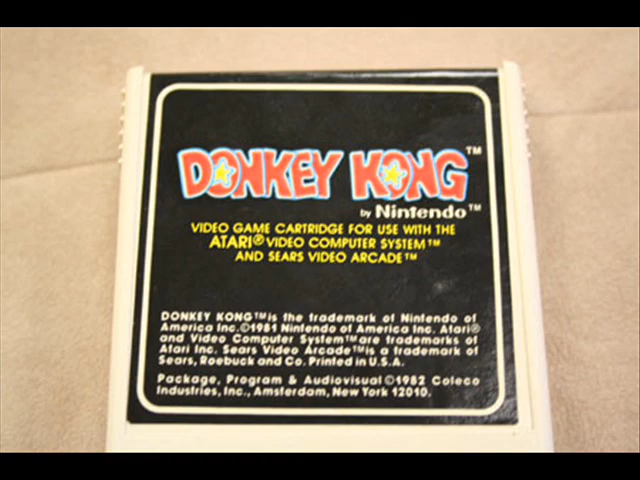 DONKEY KONG™
by Nintendo™
VIDEO GAME CARTRIDGE FOR USE WITH THE
ATARI® VIDEO COMPUTER SYSTEM™
AND SEARS VIDEO ARCADE™
DONKEY KONG™ is the trademark of Nintendo of
America Inc. ©1981 Nintendo of America Inc. Atari®
and Video Computer System™ are trademarks of
Atari Inc. Sears Video Arcade™ is a trademark of
Sears, Roebuck and Co. Printed in U.S.A.
Package, Program & Audiovisual ©1982 Coleco
Industries, Inc., Amsterdam, New York 12010.